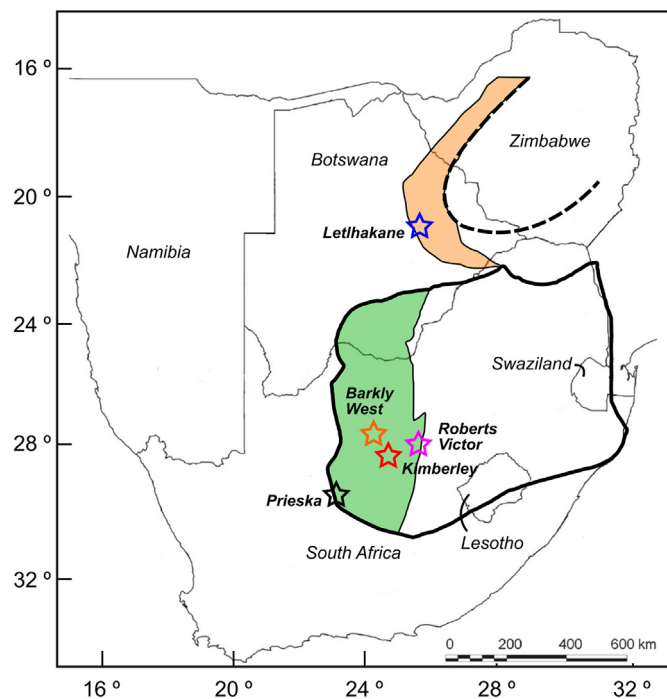 16 º
Zimbabwe
Botswana
20 º
Letlhakane
Namibia
24 º
Swaziland
Barkly
West
Roberts
Victor
28 º
Kimberley
Prieska
South Africa
Lesotho
32 º
0 200 400 600 km
16 º 20 º 24 º 28 º 32 º